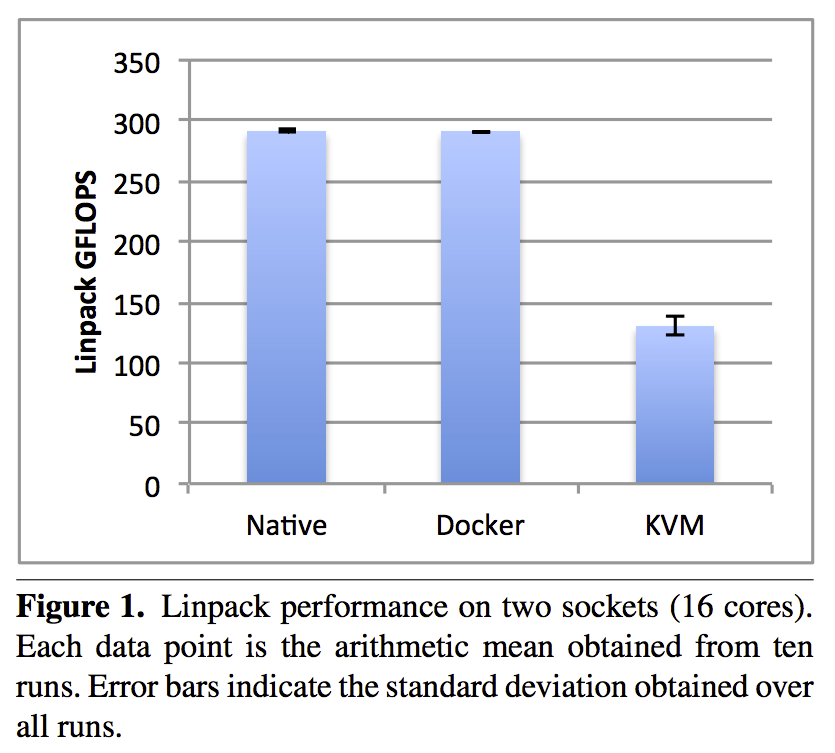 350
300
250
200
150
100
50
0
Linpack GFLOPS
Native Docker KVM
Figure 1. Linpack performance on two sockets (16 cores).
Each data point is the arithmetic mean obtained from ten
runs. Error bars indicate the standard deviation obtained over
all runs.